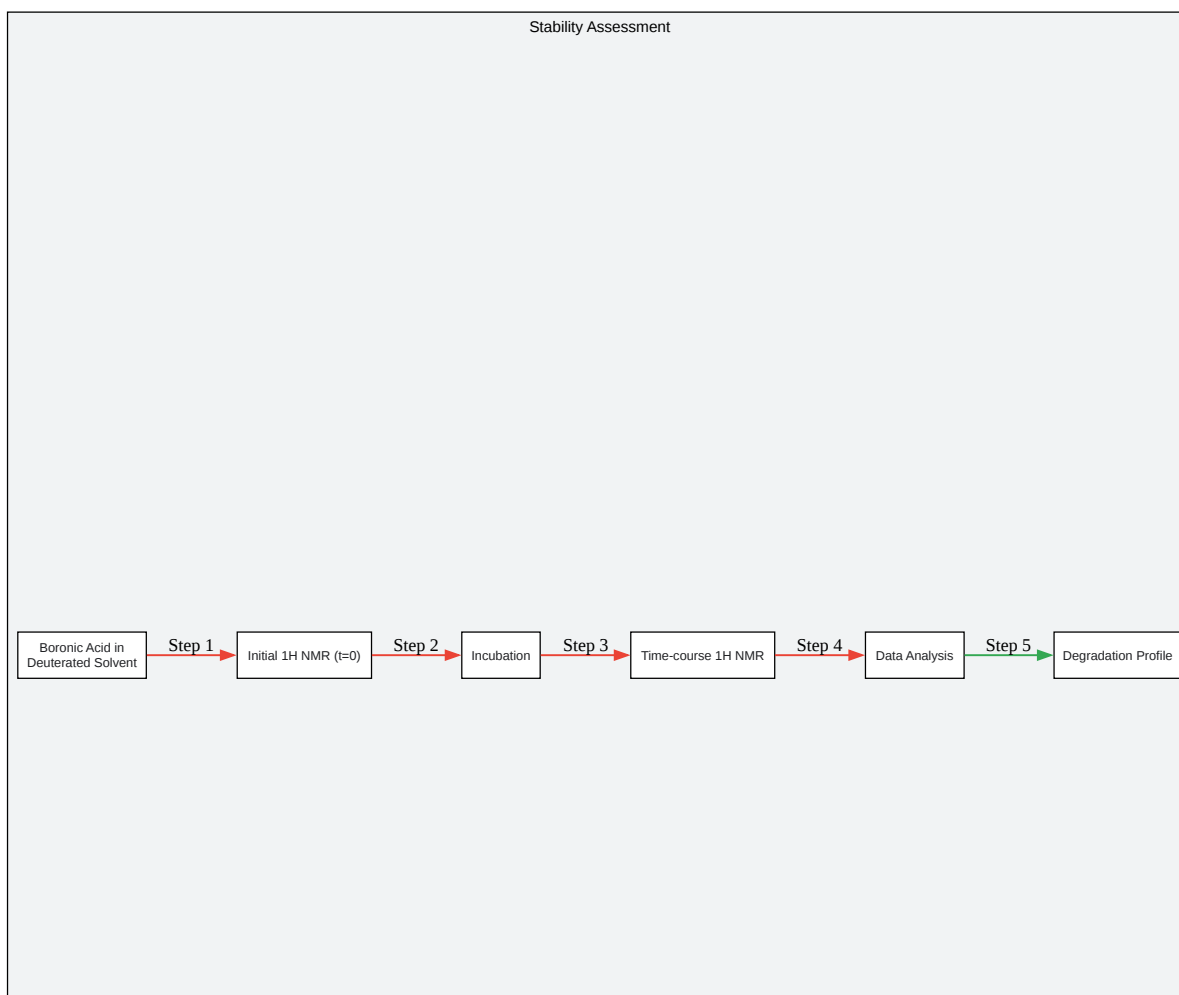 Stability Assessment
Boronic Acid in
Deuterated Solvent
Step 1
Initial 1H NMR (t=0)
Step 2
Incubation
Step 3
Time-course 1H NMR
Step 4
Data Analysis
Step 5
Degradation Profile